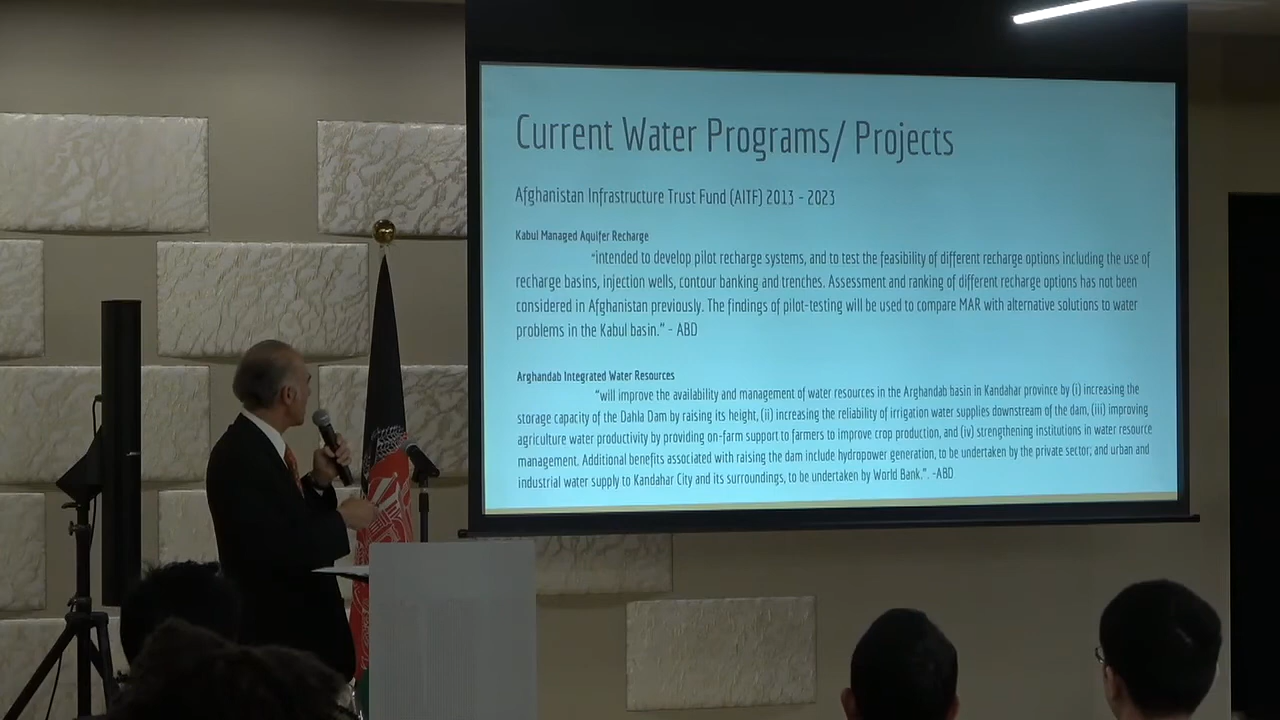 Current Water Programs/ Projects
Afghanistan Infrastructure Trust Fund (AITF) 2013 - 2023
Kabul Managed Aquifer Recharge
"intended to develop pilot recharge systems, and to test the feasibility of different recharge options including the use of
recharge basins, injection wells, contour banking and trenches. Assessment and ranking of different recharge options has not been
considered in Afghanistan previously. The findings of pilot-testing will be used to compare MAR with alternative solutions to water
problems in the Kabul basin." - ABD
Arghandab Integrated Water Resources
"will improve the availability and management of water resources in the Arghandab basin in Kandahar province by (i) increasing the
storage capacity of the Dahla Dam by raising its height, (ii) increasing the reliability of irrigation water supplies downstream of the dam, (iii) improving
agriculture water productivity by providing on-farm support to farmers to improve crop production, and (iv) strengthening institutions in water resource
management. Additional benefits associated with raising the dam include hydropower generation, to be undertaken by the private sector; and urban and
industrial water supply to Kandahar City and its surroundings, to be undertaken by World Bank.". -ABD